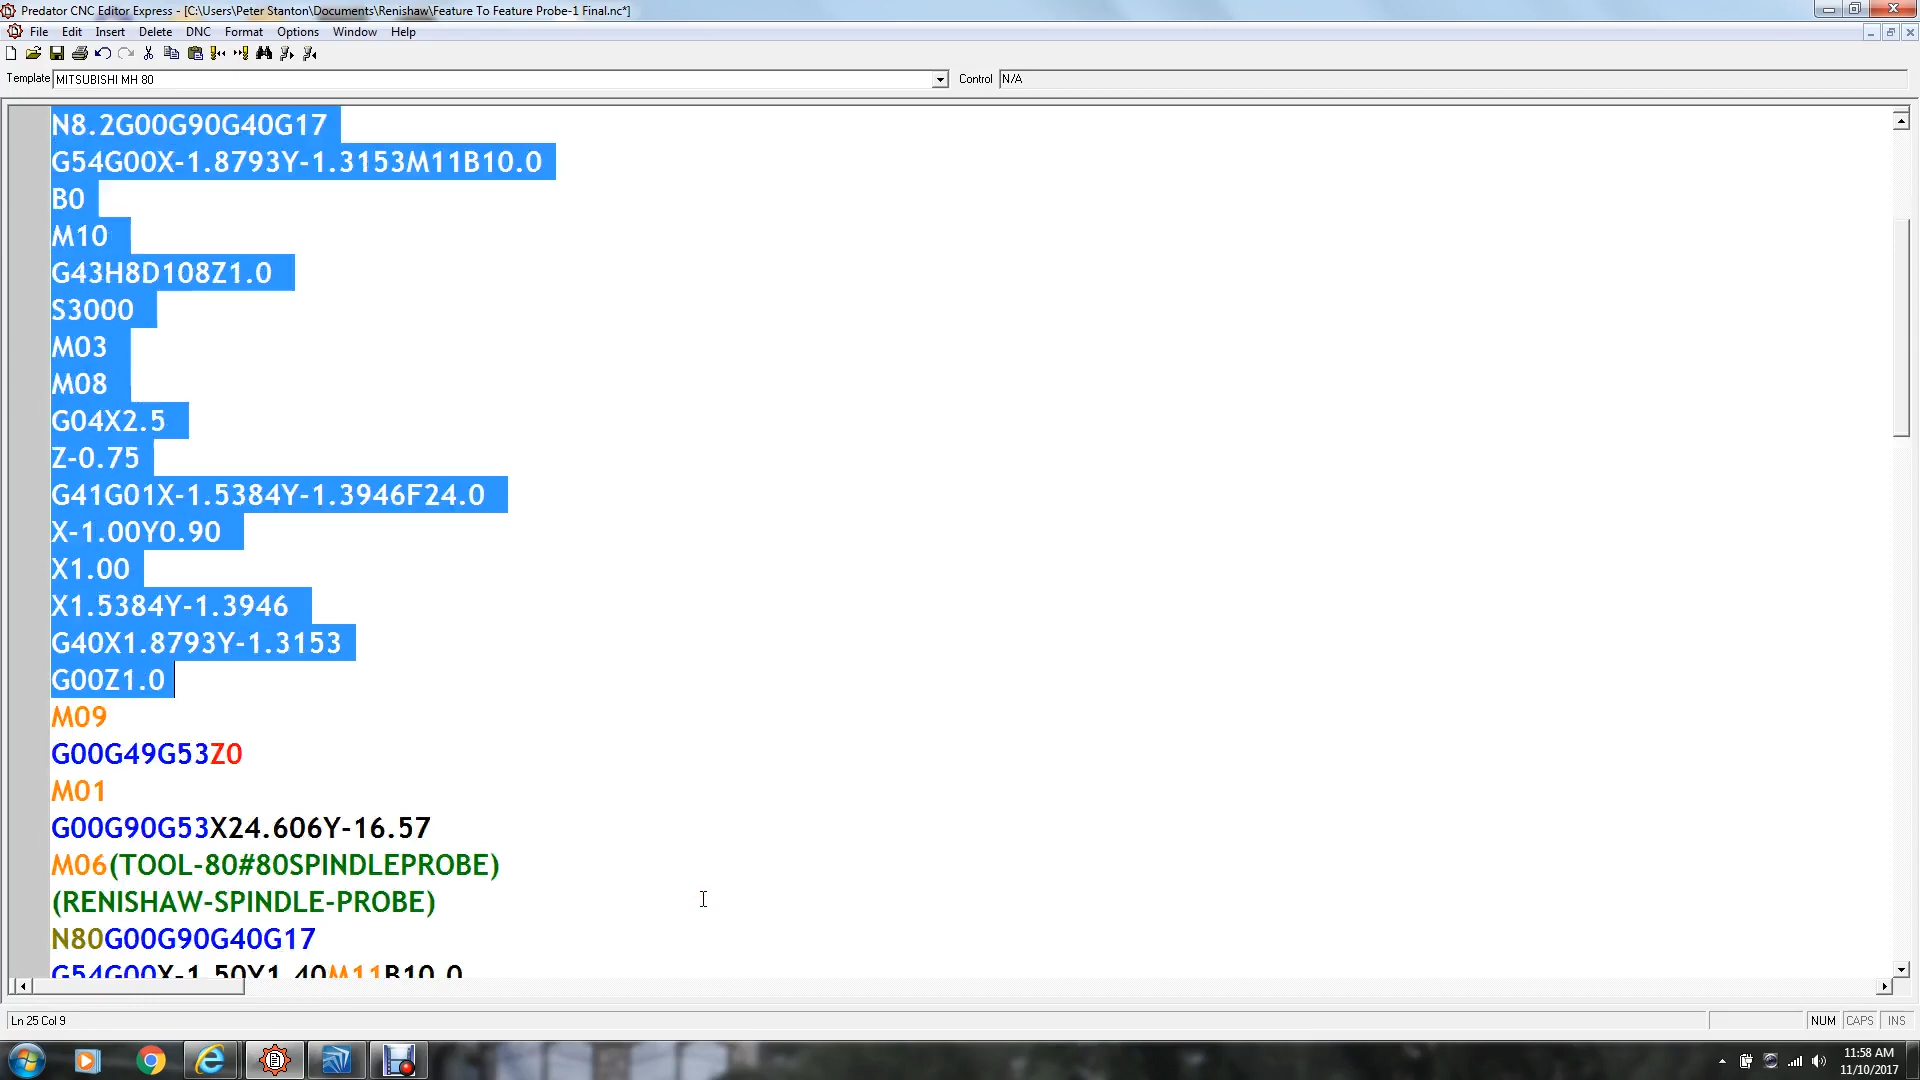 Predator CNC Editor Express - [C:\Users\Peter Stanton\Documents\Renishaw\Feature To Feature Probe-1 Final.nc*]
File Edit Insert Delete DNC Format Options Window Help
Template MITSUBISHI MH 80 Control N/A
N8.2G00G90G40G17
G54G00X-1.8793Y-1.3153M11B10.0
B0
M10
G43H8D108Z1.0
S3000
M03
M08
G04X2.5
Z-0.75
G41G01X-1.5384Y-1.3946F24.0
X-1.00Y0.90
X1.00
X1.5384Y-1.3946
G40X1.8793Y-1.3153
G00Z1.0
M09
G00G49G53Z0
M01
G00G90G53X24.606Y-16.57
M06(TOOL-80#80SPINDLEPROBE)
(RENISHAW-SPINDLE-PROBE)
N80G00G90G40G17
G54G00X-1.50Y1.40M11B10.0
Ln 25 Col 9 NUM CAPS INS
11:58 AM
11/10/2017